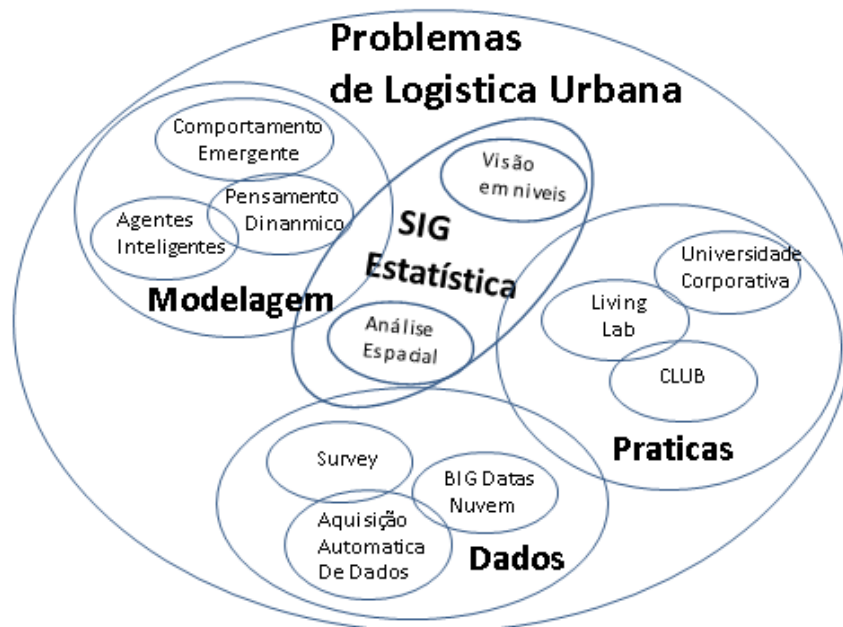 Problemas
de Logistica Urbana
Comportamento
Emergente
Pensamento
Dinanmico
Agentes
Inteligentes
Modelagem
Visão
em niveis
SIG
Estatística
Análise
Espacial
Universidade
Corporativa
Living
Lab
CLUB
Praticas
Survey
BIG Datas
Nuvem
Aquisição
Automatica
De Dados
Dados